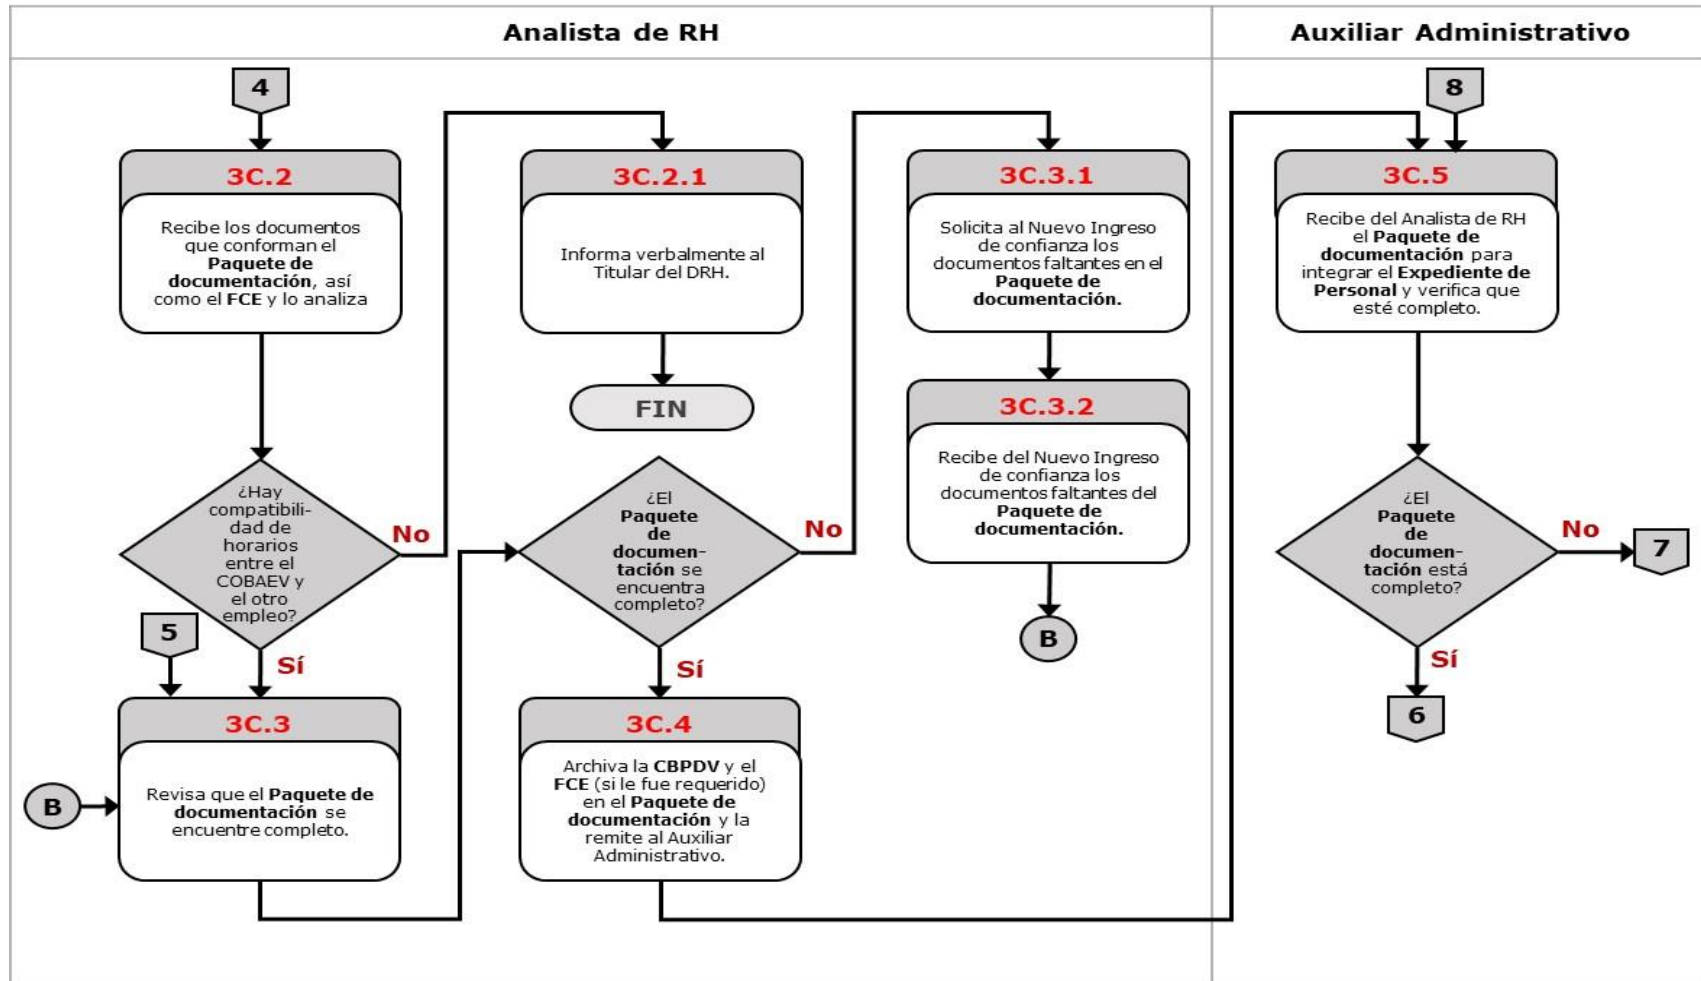 Analista de RH
Auxiliar Administrativo
4
3C.2
Recibe los documentos
que conforman el
Paquete de
documentación, así
como el FCE y lo analiza
¿Hay
compatibili-
dad de
horarios
entre el
COBAEV y
el otro
empleo?
No
Sí
5
3C.3
B
Revisa que el Paquete de
documentación se
encuentre completo.
3C.2.1
Informa verbalmente al
Titular del DRH.
FIN
¿El
Paquete
de
documen-
tación se
encuentra
completo?
No
Sí
3C.4
Archiva la CBPDV y el
FCE (si le fue requerido)
en el Paquete de
documentación y la
remite al Auxiliar
Administrativo.
3C.3.1
Solicita al Nuevo Ingreso
de confianza los
documentos faltantes en el
Paquete de
documentación.
3C.3.2
Recibe del Nuevo Ingreso
de confianza los
documentos faltantes del
Paquete de
documentación.
B
8
3C.5
Recibe del Analista de RH
el Paquete de
documentación para
integrar el Expediente de
Personal y verifica que
esté completo.
¿El
Paquete
de
documen-
tación está
completo?
No
7
Sí
6